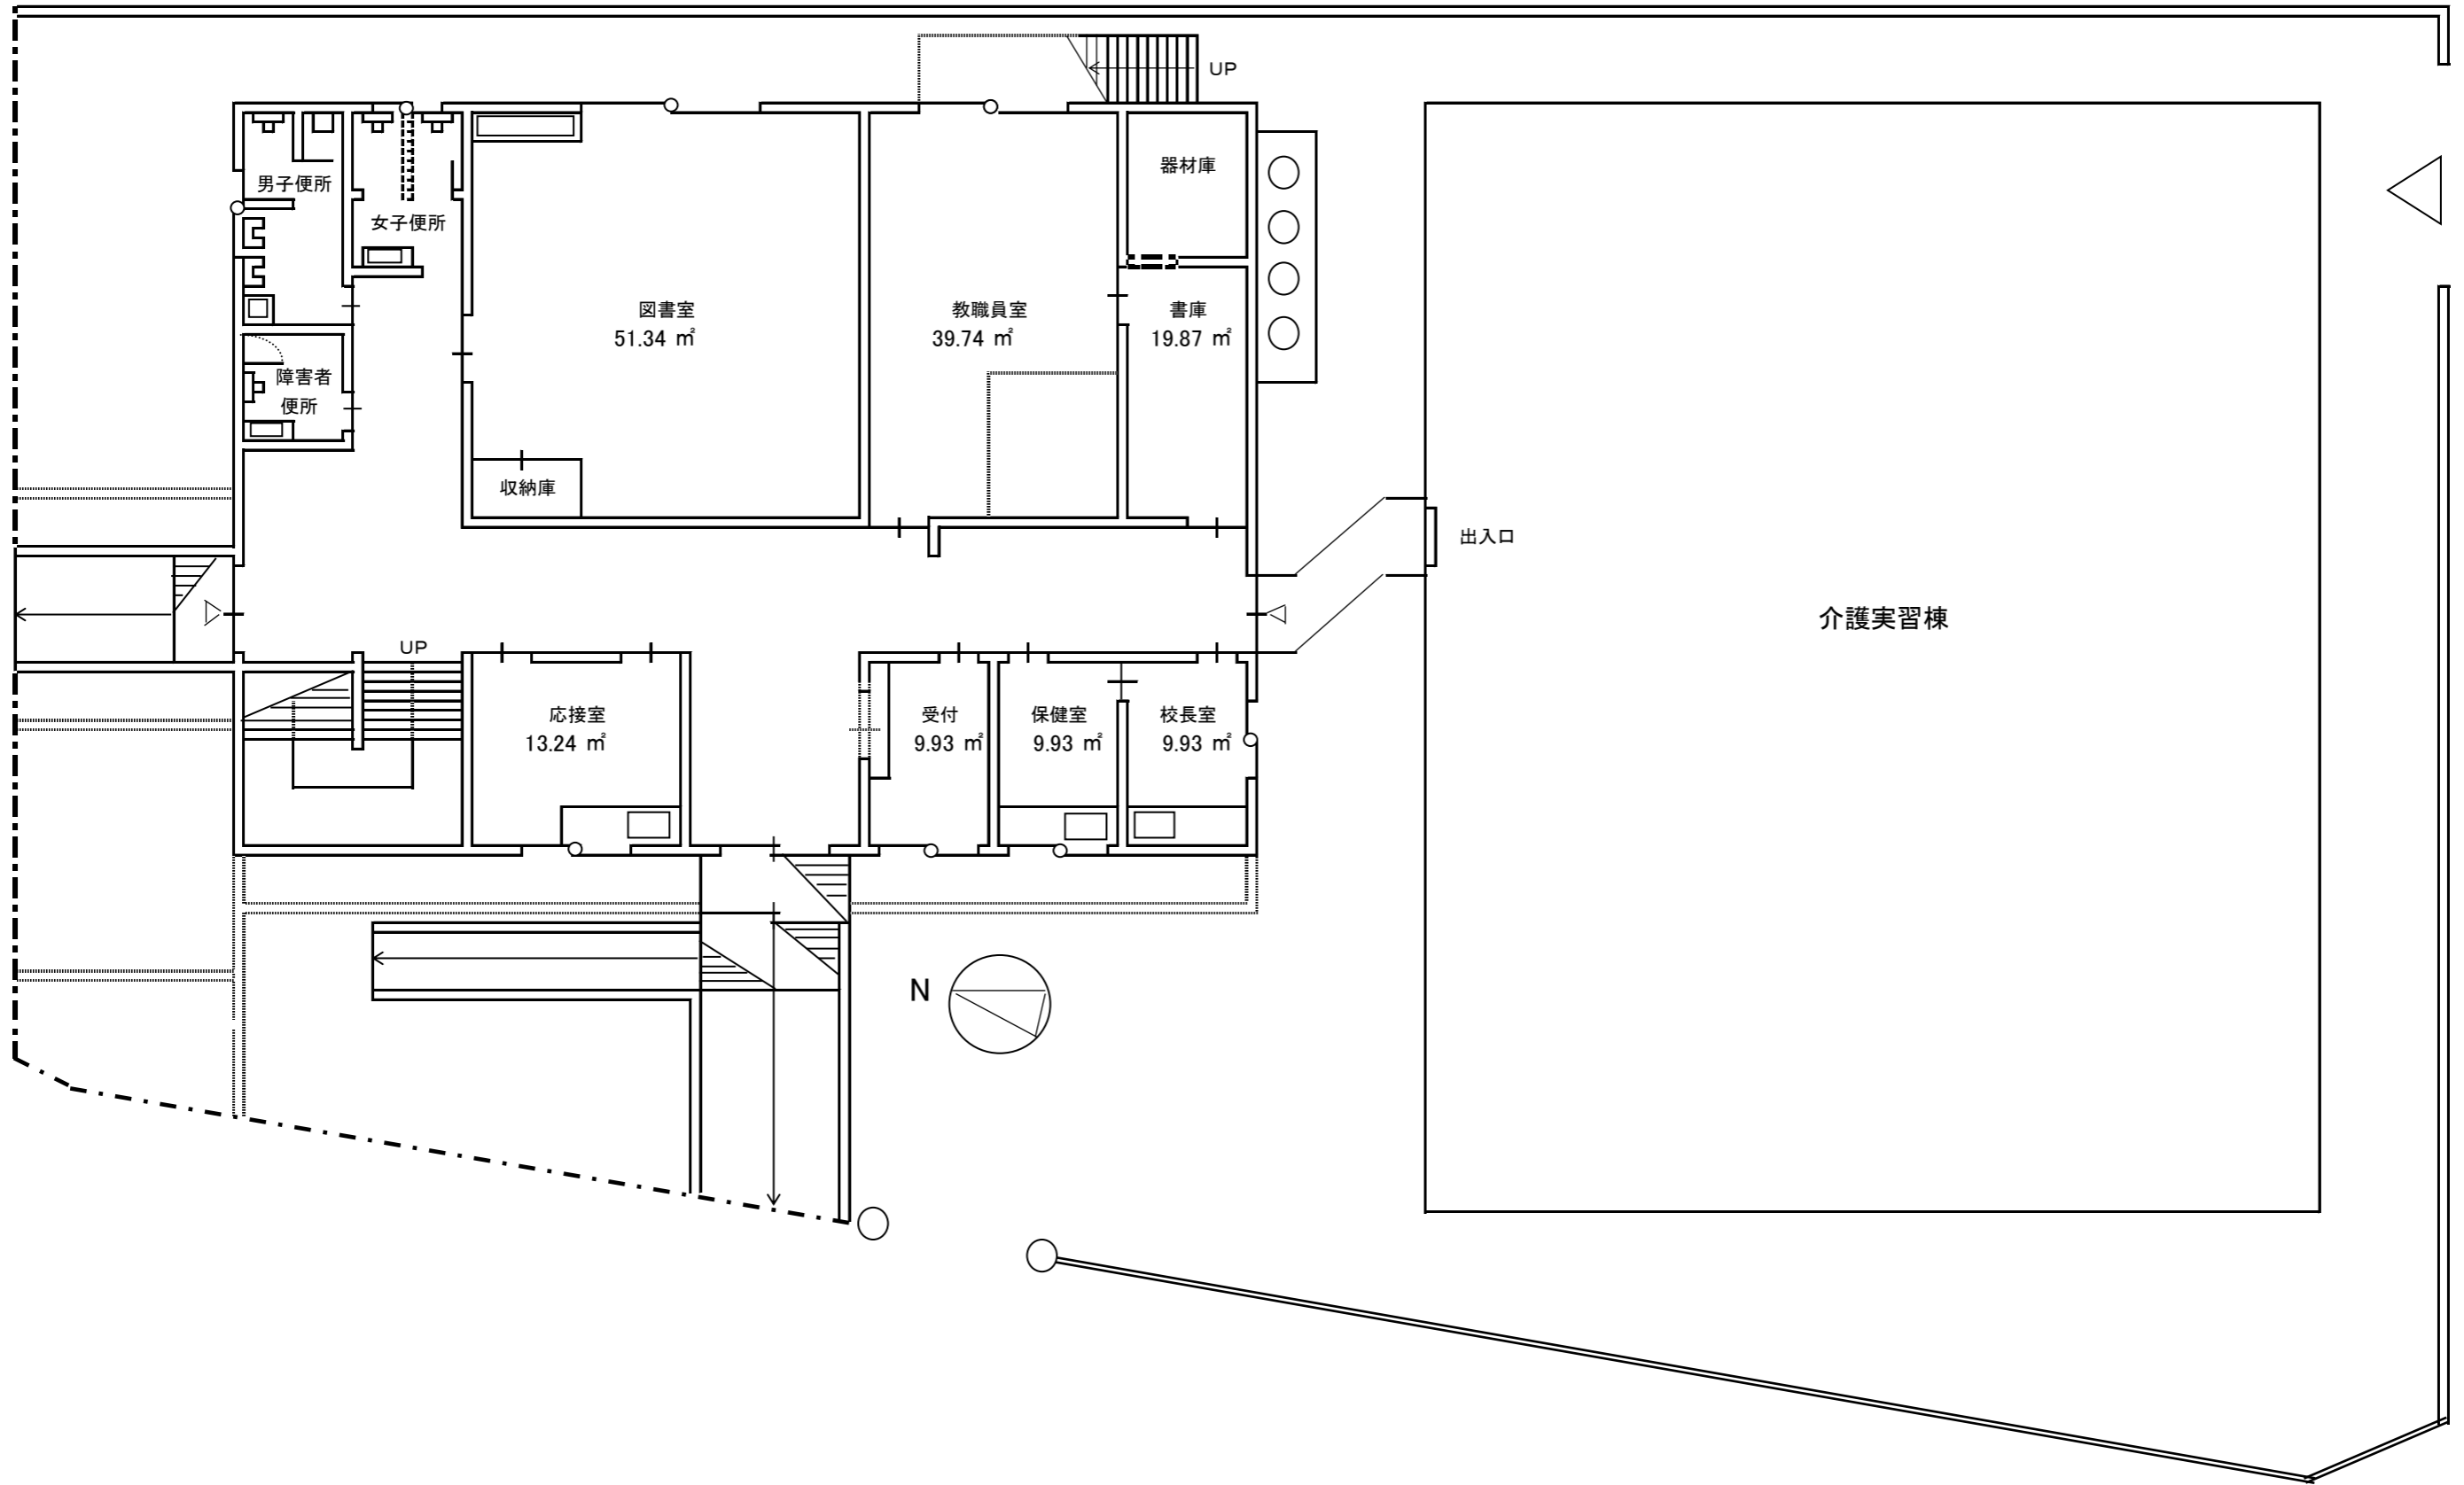 UP
器材庫
男子便所
女子便所
図書室
51.34 ㎡
教職員室
39.74 ㎡
書庫
19.87 ㎡
障害者
便所
収納庫
出入口
介護実習棟
UP
応接室
13.24 ㎡
受付
9.93 ㎡
保健室
9.93 ㎡
校長室
9.93 ㎡
N